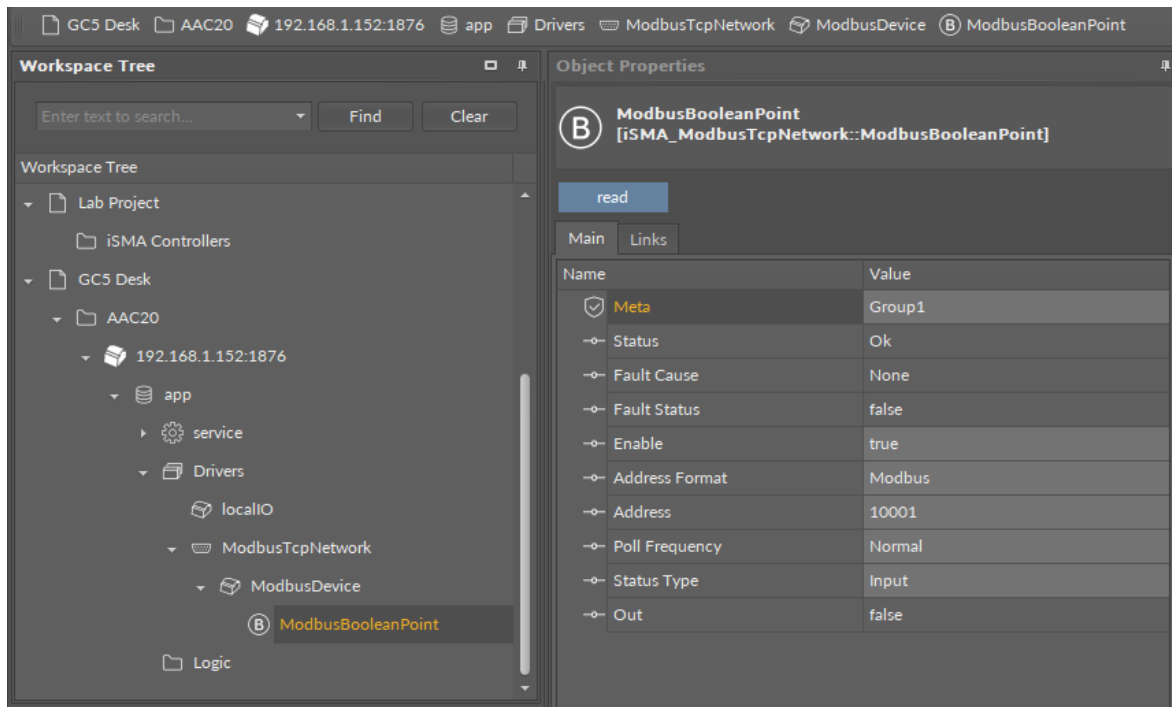 GC5 Desk AAC20 192.168.1.152:1876 app Drivers ModbusTcpNetwork ModbusDevice B ModbusBooleanPoint
Workspace Tree
Enter text to search... Find Clear
Workspace Tree
Lab Project
iSMA Controllers
GC5 Desk
AAC20
192.168.1.152:1876
app
service
Drivers
localIO
ModbusTcpNetwork
ModbusDevice
B ModbusBooleanPoint
Logic
Object Properties
B ModbusBooleanPoint
[iSMA_ModbusTcpNetwork::ModbusBooleanPoint]
read
Main Links
Name Value
Meta Group1
Status Ok
Fault Cause None
Fault Status false
Enable true
Address Format Modbus
Address 10001
Poll Frequency Normal
Status Type Input
Out false